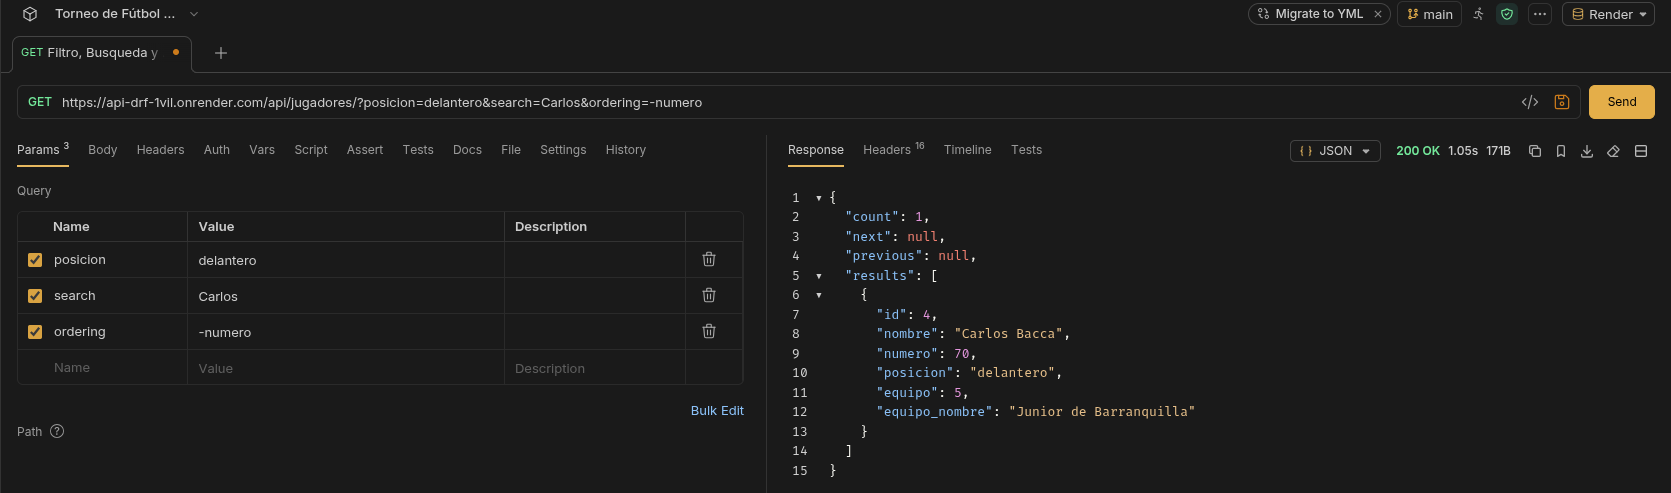 Torneo de Fútbol ...
Migrate to YML
main
Render
GET Filtro, Busqueda y
GET https://api-drf-1vil.onrender.com/api/jugadores/?posicion=delantero&search=Carlos&ordering=-numero
Send
Params 3 Body Headers Auth Vars Script Assert Tests Docs File Settings History
Query
Name Value Description
posicion delantero
search Carlos
ordering -numero
Name Value Description
Bulk Edit
Path ?
Response Headers 16 Timeline Tests
{ } JSON 200 OK 1.05s 171B
1 {
2 "count": 1,
3 "next": null,
4 "previous": null,
5 "results": [
6 {
7 "id": 4,
8 "nombre": "Carlos Bacca",
9 "numero": 70,
10 "posicion": "delantero",
11 "equipo": 5,
12 "equipo_nombre": "Junior de Barranquilla"
13 }
14 ]
15 }